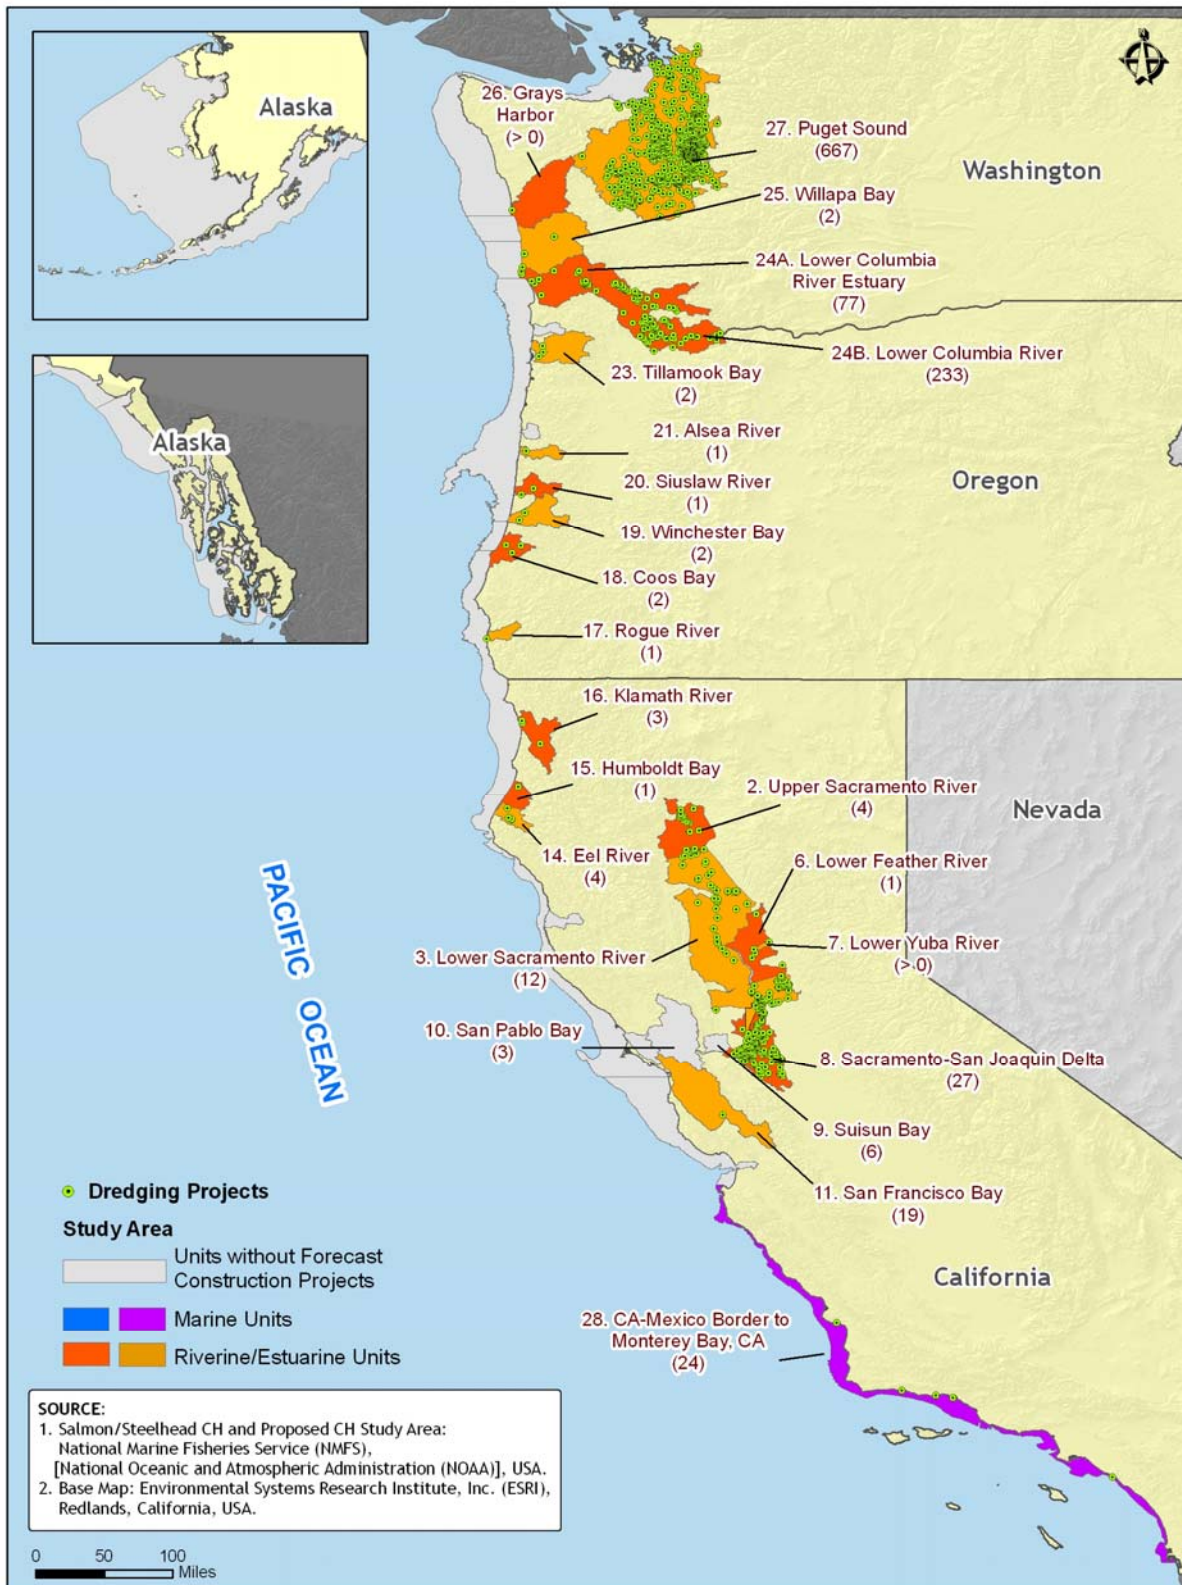 Alaska
Alaska
26. Grays
Harbor
(> 0)
27. Puget Sound
(667)
Washington
25. Willapa Bay
(2)
24A. Lower Columbia
River Estuary
(77)
24B. Lower Columbia River
(233)
23. Tillamook Bay
(2)
21. Alsea River
(1)
20. Siuslaw River
(1)
Oregon
19. Winchester Bay
(2)
18. Coos Bay
(2)
17. Rogue River
(1)
16. Klamath River
(3)
15. Humboldt Bay
(1)
2. Upper Sacramento River
(4)
Nevada
14. Eel River
(4)
6. Lower Feather River
(1)
7. Lower Yuba River
(> 0)
3. Lower Sacramento River
(12)
10. San Pablo Bay
(3)
8. Sacramento-San Joaquin Delta
(27)
9. Suisun Bay
(6)
11. San Francisco Bay
(19)
PACIFIC OCEAN
California
28. CA-Mexico Border to
Monterey Bay, CA
(24)
Dredging Projects
Study Area
Units without Forecast
Construction Projects
Marine Units
Riverine/Estuarine Units
SOURCE:
1. Salmon/Steelhead CH and Proposed CH Study Area:
National Marine Fisheries Service (NMFS),
[National Oceanic and Atmospheric Administration (NOAA)], USA.
2. Base Map: Environmental Systems Research Institute, Inc. (ESRI),
Redlands, California, USA.
0 50 100
Miles